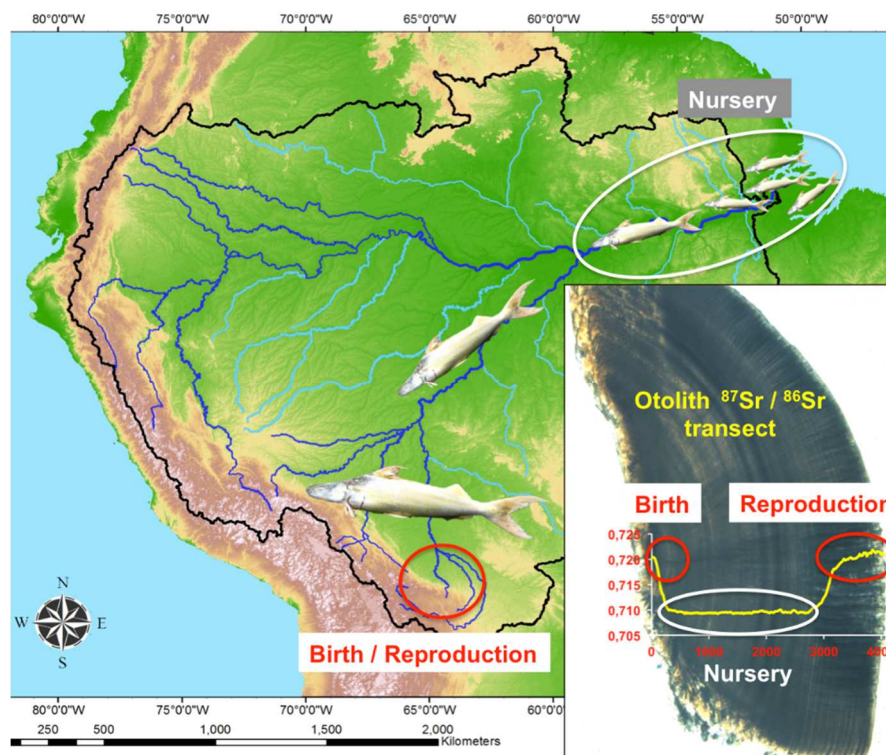 80°0'0"W 75°0'0"W 70°0'0"W 65°0'0"W 60°0'0"W 55°0'0"W 50°0'0"W
Nursery
Otolith ⁸⁷Sr / ⁸⁶Sr
transect
Birth Reproduction
0,725
0,720
0,715
0,710
0,705
0 1000 2000 3000 400
Nursery
Birth / Reproduction
N
W E
S
80°0'0"W 75°0'0"W 70°0'0"W 65°0'0"W 60°0'0"
250 500 1,000 1,500 2,000
Kilometers